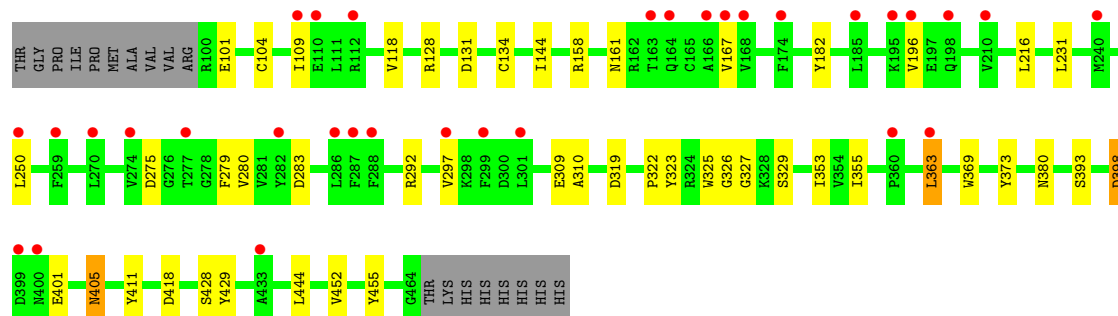 THR GLY PRO ILE PRO MET ALA VAL VAL ARG R100 E101 C104 I109 E110 L111 R112 V118 R128 D131 C134 I144 R158 N161 R162 T163 Q164 C165 A166 V167 V168 F174 Y182 L185 K195 V196 E197 Q198 V210 L216 L231 M240
L250 F259 L270 V274 D275 G276 T277 G278 F279 V280 V281 Y282 D283 L286 F287 F288 R292 V297 K298 F299 D300 L301 E309 A310 D319 P322 Y323 R324 W325 G326 G327 K328 S329 I353 V354 I355 P360 L363 W369 Y373 N380 S393
D399 N400 E401 N405 Y411 D418 S428 Y429 A433 L444 V452 Y455 G464 THR LYS HIS HIS HIS HIS HIS HIS